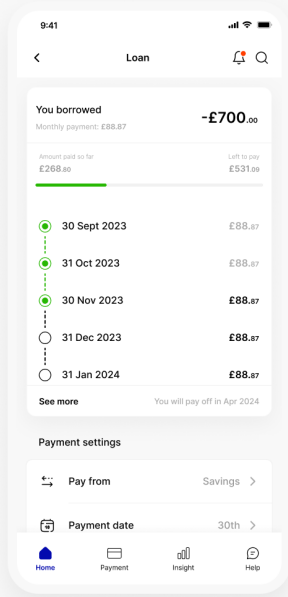 9:41
Loan
You borrowed
-£700.00
Monthly payment: £88.87
Amount paid so far
Left to pay
£268.80
£531.09
30 Sept 2023 £88.87
31 Oct 2023 £88.87
30 Nov 2023 £88.87
31 Dec 2023 £88.87
31 Jan 2024 £88.87
See more You will pay off in Apr 2024
Payment settings
Pay from Savings
Payment date 30th
Home Payment Insight Help